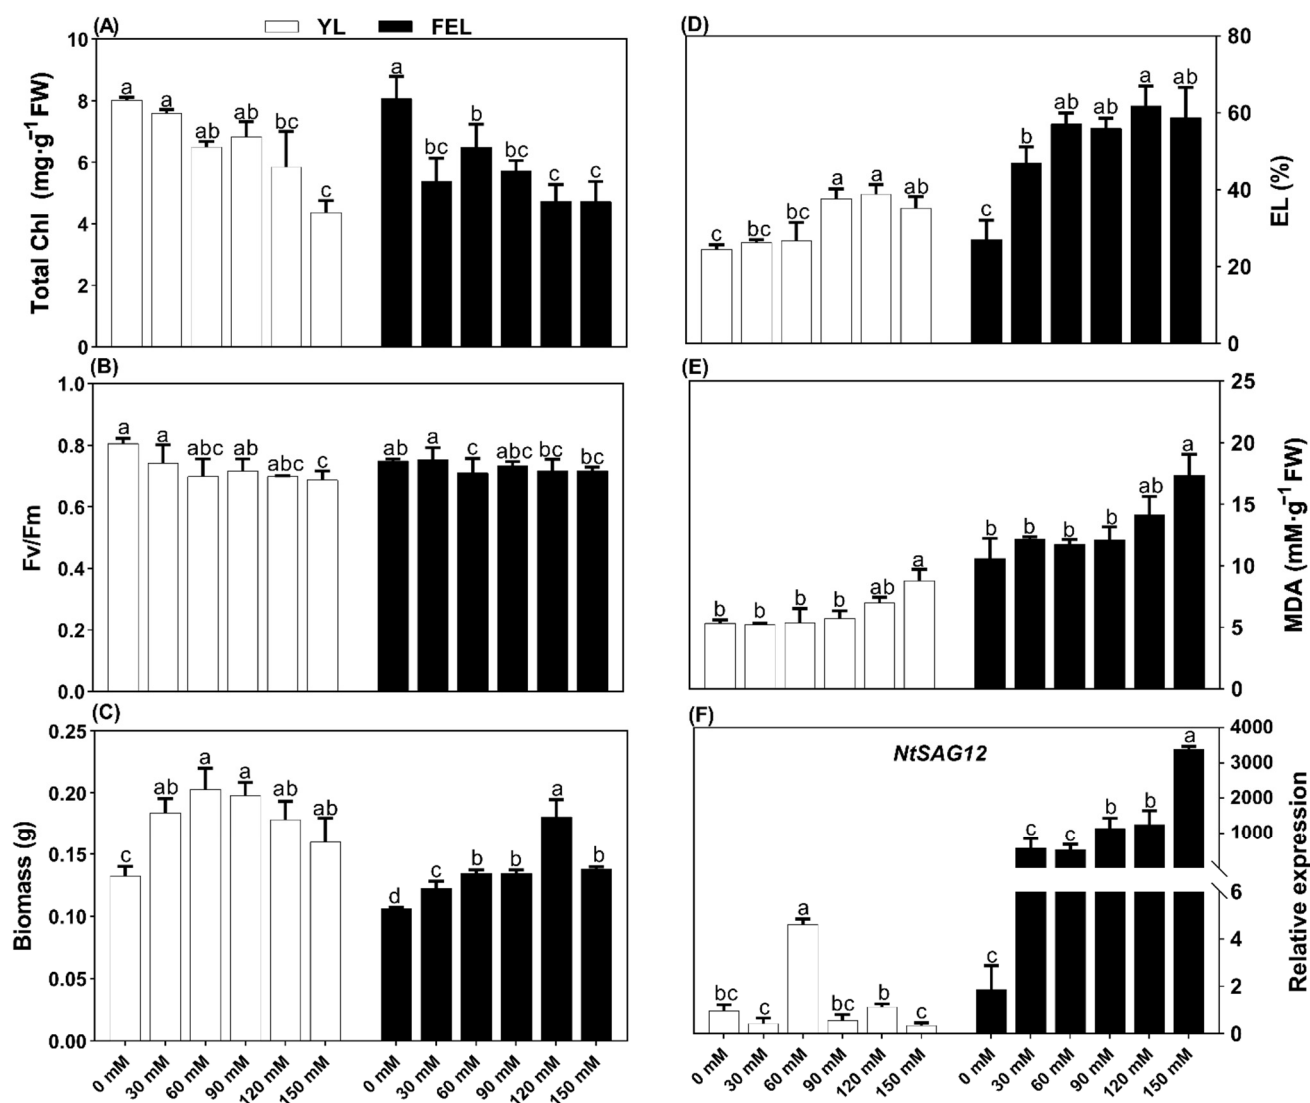 (A) YL FEL
Total Chl (mg·g⁻¹ FW)
10
8
6
4
2
0
a a ab ab bc c a bc b bc c c
(B)
Fv/Fm
1.0
0.8
0.6
0.4
0.2
0.0
a a abc ab abc c ab a c abc bc bc
(C)
Biomass (g)
0.25
0.20
0.15
0.10
0.05
0.00
c ab a a ab ab d c b b a b
0 mM 30 mM 60 mM 90 mM 120 mM 150 mM 0 mM 30 mM 60 mM 90 mM 120 mM 150 mM
(D)
EL (%)
80
60
40
20
0
c bc bc a a ab c b ab ab a ab
(E)
MDA (mM·g⁻¹ FW)
25
20
15
10
5
0
b b b b ab a b b b b ab a
(F)
NtSAG12
Relative expression
4000
3000
2000
1000
6
4
2
0
bc c a bc b c c c c b b a
0 mM 30 mM 60 mM 90 mM 120 mM 150 mM 0 mM 30 mM 60 mM 90 mM 120 mM 150 mM